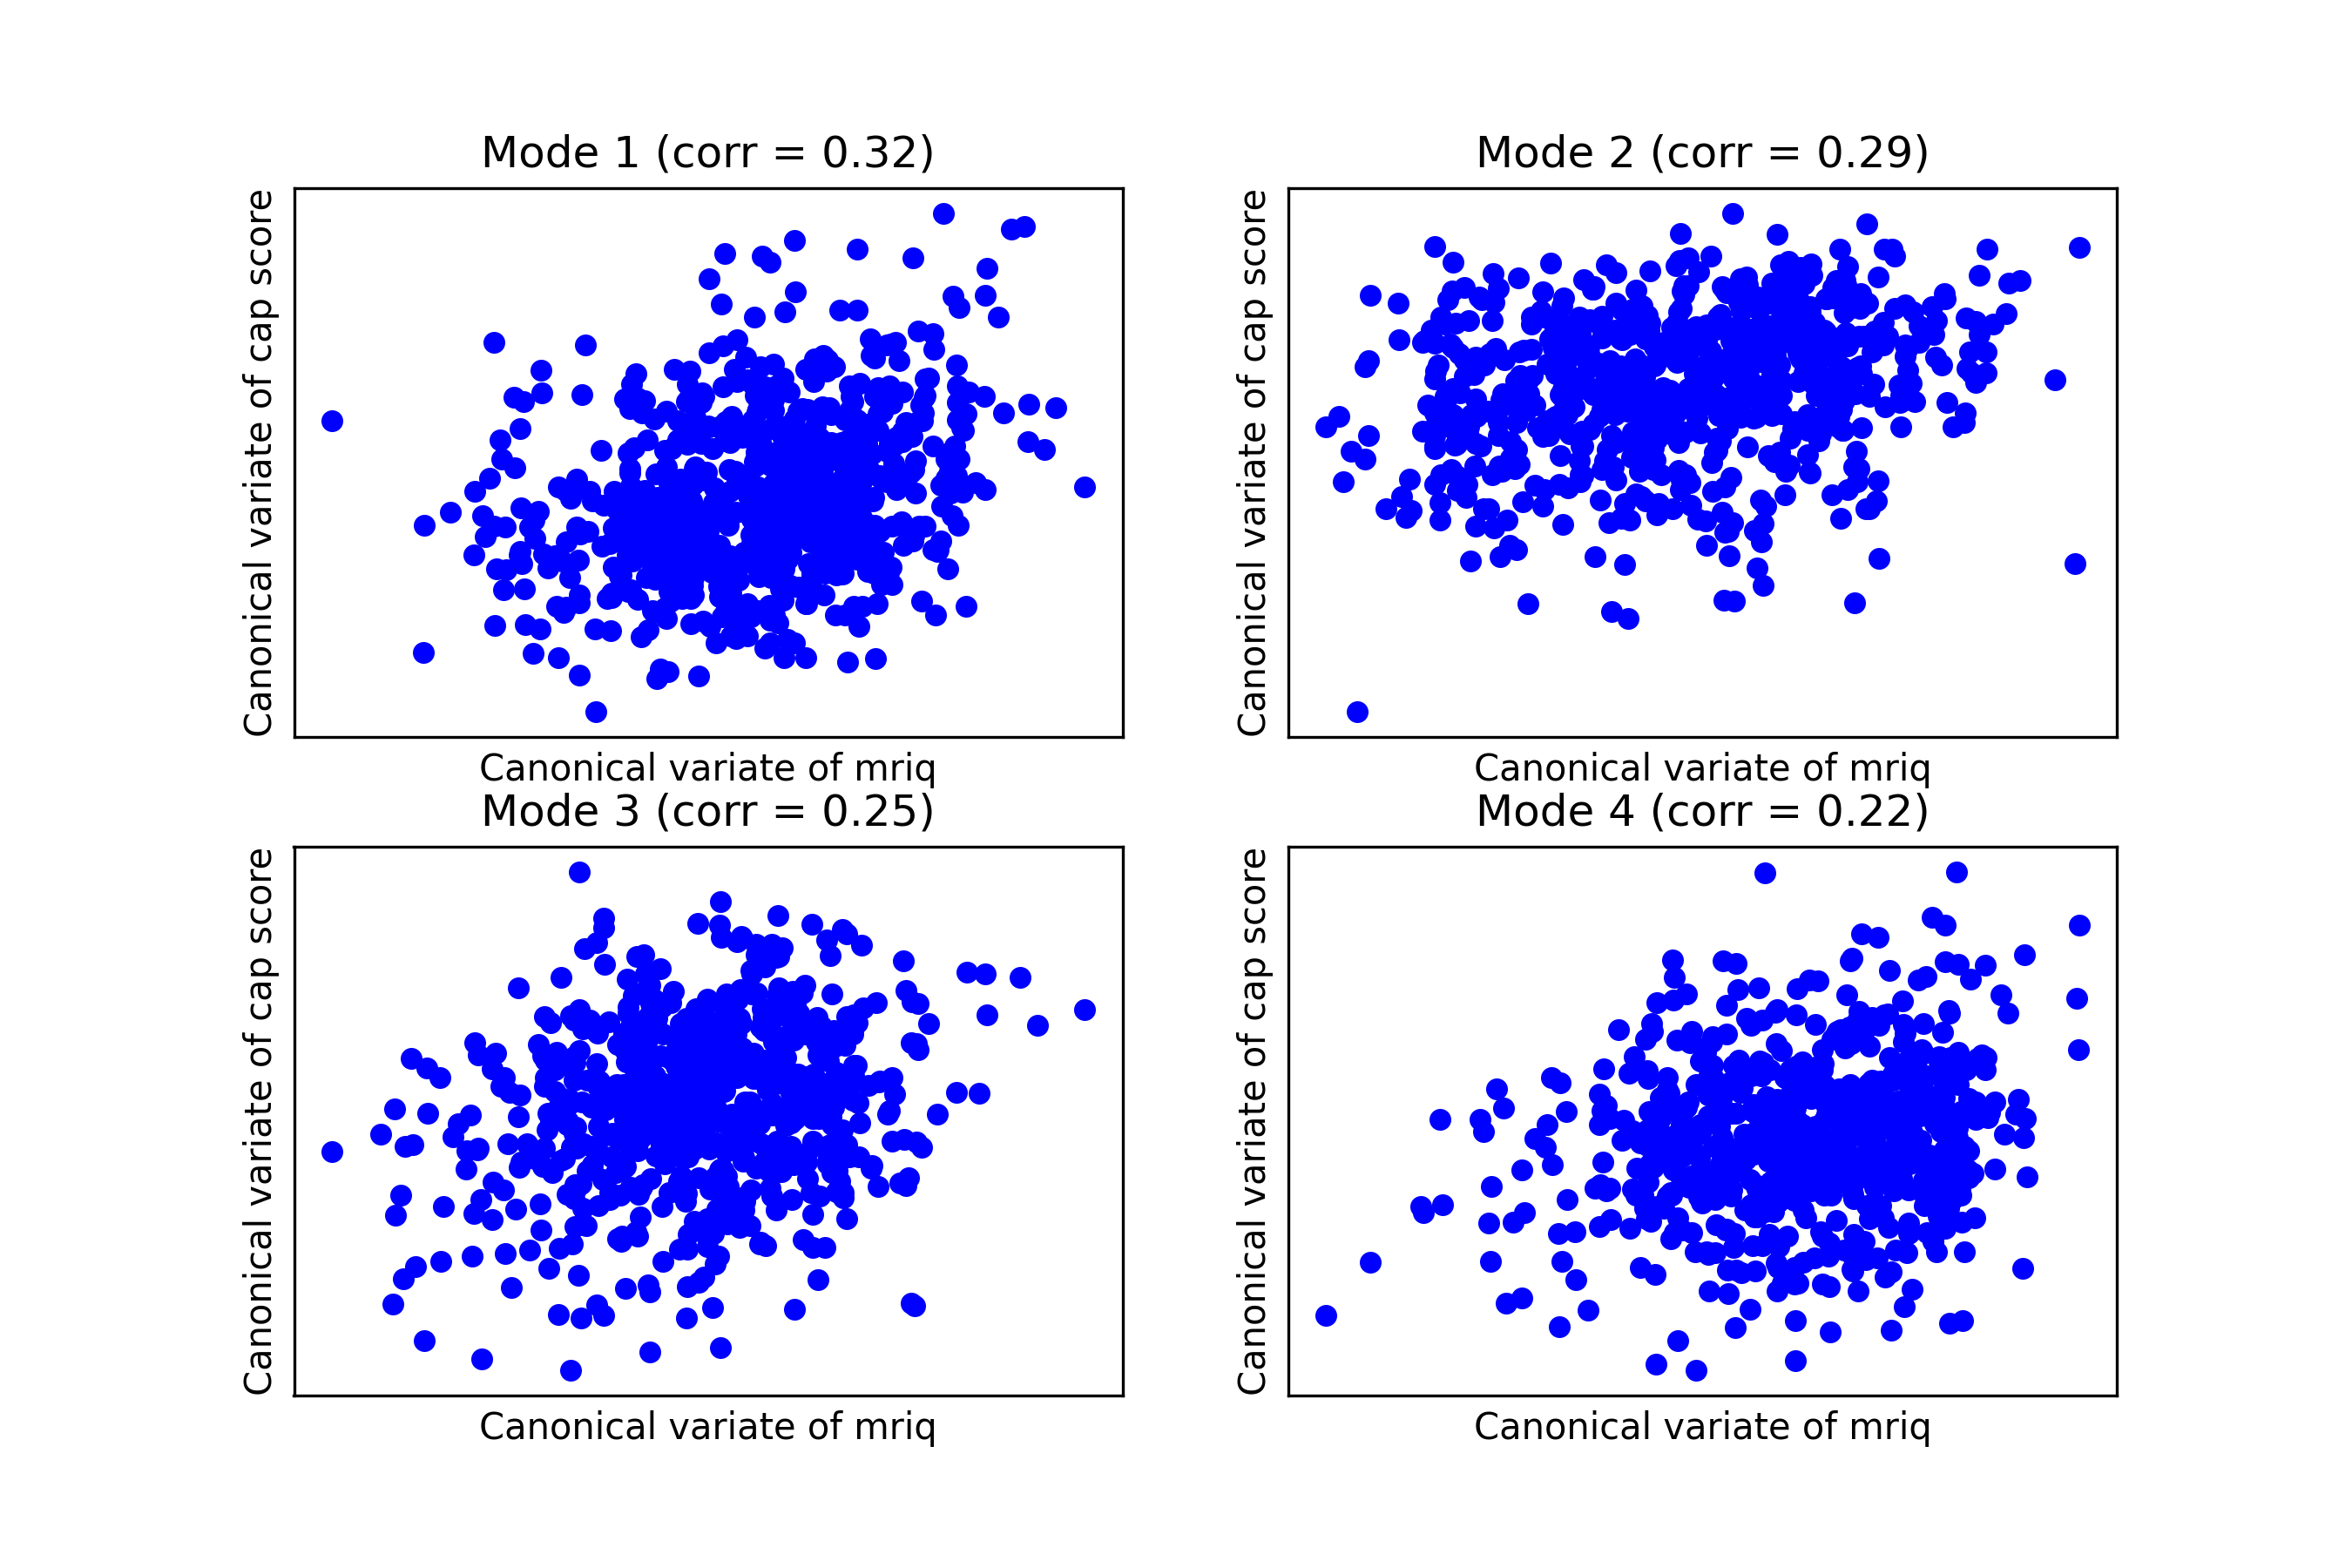 Mode 1 (corr = 0.32)
Canonical variate of cap score
Canonical variate of mriq
Mode 2 (corr = 0.29)
Canonical variate of cap score
Canonical variate of mriq
Mode 3 (corr = 0.25)
Canonical variate of cap score
Canonical variate of mriq
Mode 4 (corr = 0.22)
Canonical variate of cap score
Canonical variate of mriq